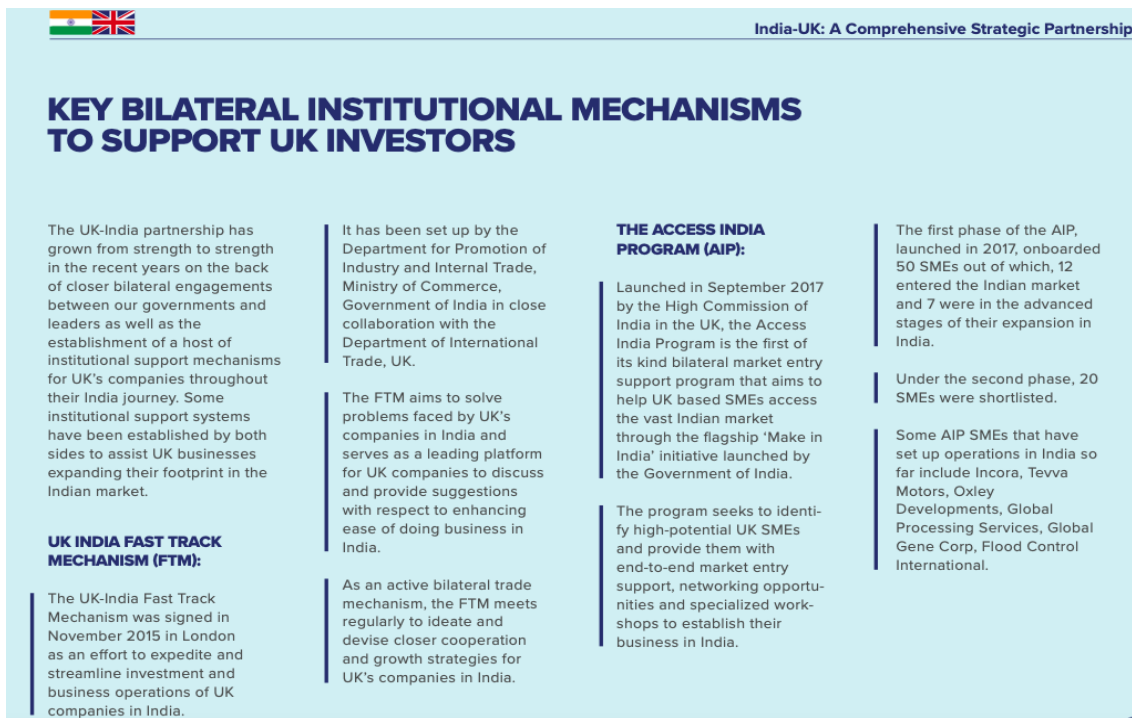 India-UK: A Comprehensive Strategic Partnership
KEY BILATERAL INSTITUTIONAL MECHANISMS
TO SUPPORT UK INVESTORS
The UK-India partnership has
grown from strength to strength
in the recent years on the back
of closer bilateral engagements
between our governments and
leaders as well as the
establishment of a host of
institutional support mechanisms
for UK's companies throughout
their India journey. Some
institutional support systems
have been established by both
sides to assist UK businesses
expanding their footprint in the
Indian market.
UK INDIA FAST TRACK
MECHANISM (FTM):
The UK-India Fast Track
Mechanism was signed in
November 2015 in London
as an effort to expedite and
streamline investment and
business operations of UK
companies in India.
It has been set up by the
Department for Promotion of
Industry and Internal Trade,
Ministry of Commerce,
Government of India in close
collaboration with the
Department of International
Trade, UK.
The FTM aims to solve
problems faced by UK's
companies in India and
serves as a leading platform
for UK companies to discuss
and provide suggestions
with respect to enhancing
ease of doing business in
India.
As an active bilateral trade
mechanism, the FTM meets
regularly to ideate and
devise closer cooperation
and growth strategies for
UK's companies in India.
THE ACCESS INDIA
PROGRAM (AIP):
Launched in September 2017
by the High Commission of
India in the UK, the Access
India Program is the first of
its kind bilateral market entry
support program that aims to
help UK based SMEs access
the vast Indian market
through the flagship ‘Make in
India’ initiative launched by
the Government of India.
The program seeks to identi-
fy high-potential UK SMEs
and provide them with
end-to-end market entry
support, networking opportu-
nities and specialized work-
shops to establish their
business in India.
The first phase of the AIP,
launched in 2017, onboarded
50 SMEs out of which, 12
entered the Indian market
and 7 were in the advanced
stages of their expansion in
India.
Under the second phase, 20
SMEs were shortlisted.
Some AIP SMEs that have
set up operations in India so
far include Incora, Tevva
Motors, Oxley
Developments, Global
Processing Services, Global
Gene Corp, Flood Control
International.